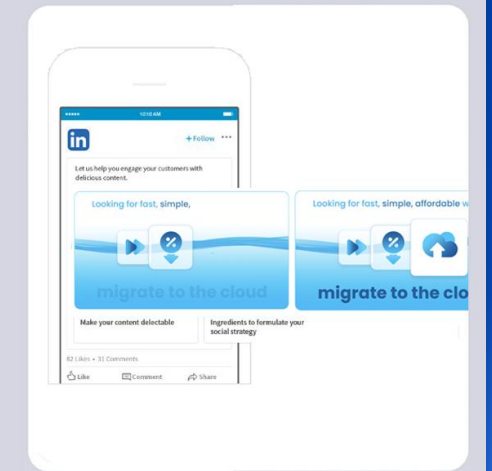 10:10 AM
in
+ Follow ...
Let us help you engage your customers with
delicious content.
Looking for fast, simple,
migrate to the cloud
Looking for fast, simple, affordable w
migrate to the clo
Make your content delectable
Ingredients to formulate your
social strategy
82 Likes • 31 Comments
Like Comment Share